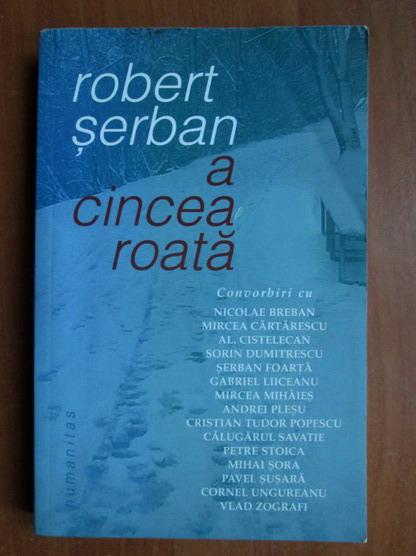 robert
șerban
a
cincea
roată
Convorbiri cu
NICOLAE BREBAN
MIRCEA CĂRTĂRESCU
AL. CISTELECAN
SORIN DUMITRESCU
ȘERBAN FOARȚĂ
GABRIEL LIICEANU
MIRCEA MIHĂIEȘ
ANDREI PLEȘU
CRISTIAN TUDOR POPESCU
CĂLUGĂRUL SAVATIE
PETRE STOICA
MIHAI ȘORA
PAVEL ȘUȘARĂ
CORNEL UNGUREANU
VLAD ZOGRAFI
humanitas